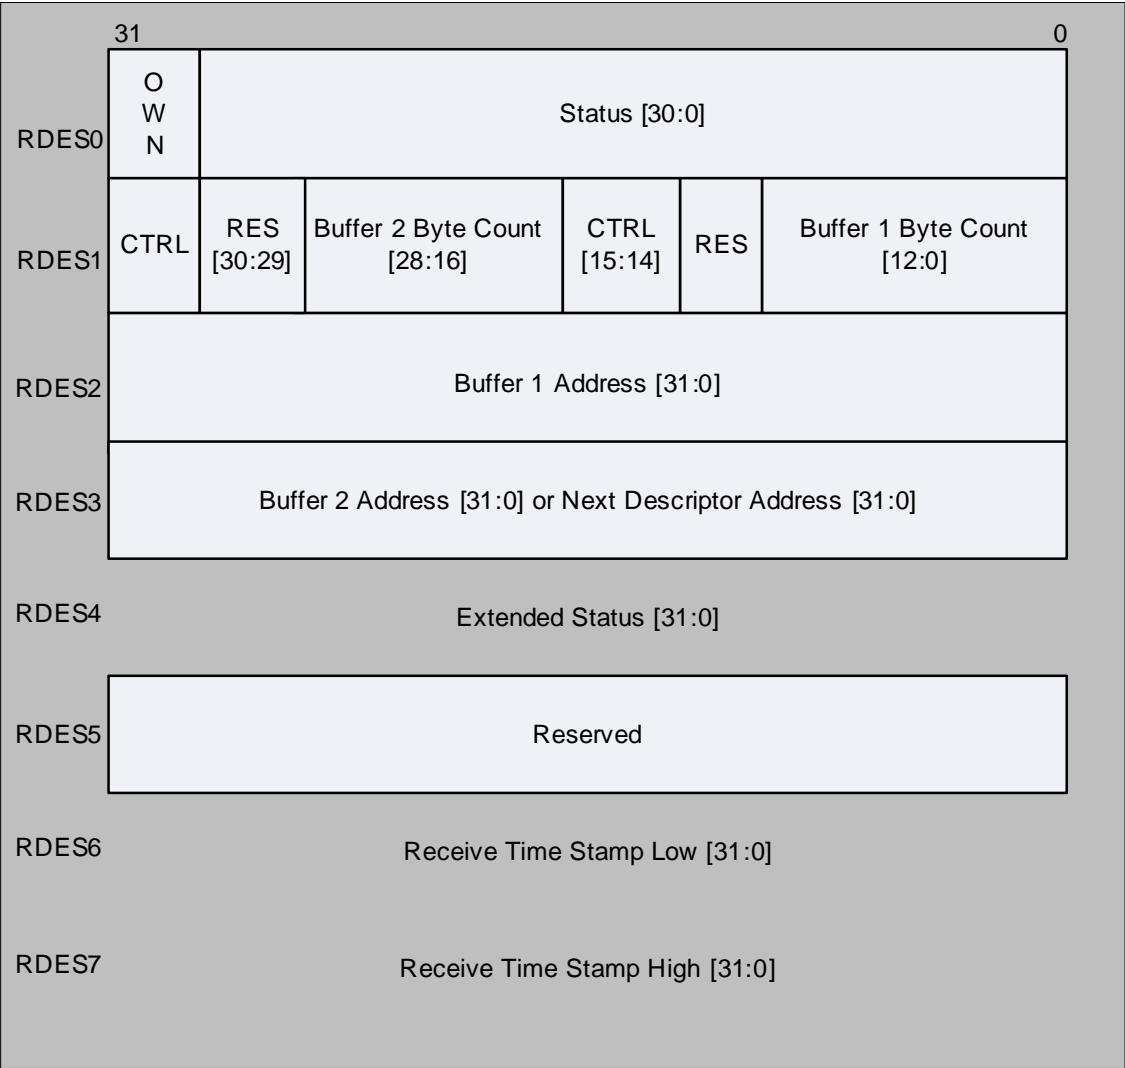 31 0
O
W
N
RDES0 Status [30:0]
RDES1 CTRL RES [30:29] Buffer 2 Byte Count [28:16] CTRL [15:14] RES Buffer 1 Byte Count [12:0]
RDES2 Buffer 1 Address [31:0]
RDES3 Buffer 2 Address [31:0] or Next Descriptor Address [31:0]
RDES4 Extended Status [31:0]
RDES5 Reserved
RDES6 Receive Time Stamp Low [31:0]
RDES7 Receive Time Stamp High [31:0]